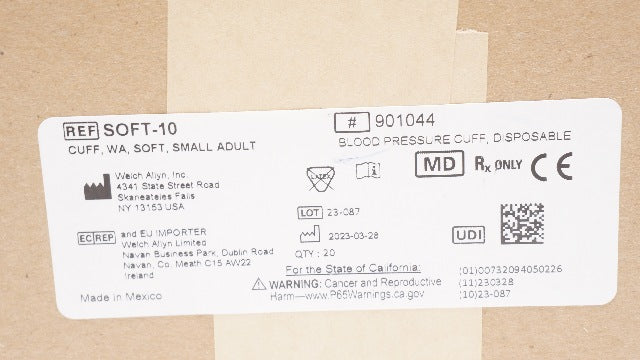 REF SOFT-10
CUFF, WA, SOFT, SMALL ADULT
# 901044
BLOOD PRESSURE CUFF, DISPOSABLE
Welch Allyn, Inc.
4341 State Street Road
Skaneateles Falls
NY 13153 USA
LATEX
MD Rx ONLY CE
LOT 23-087
2023-03-28
QTY : 20
EC REP and EU IMPORTER
Welch Allyn Limited
Navan Business Park, Dublin Road
Navan, Co. Meath C15 AW22
Ireland
UDI
Made in Mexico
For the State of California:
WARNING: Cancer and Reproductive
Harm—www.P65Warnings.ca.gov
(01)00732094050226
(11)230328
(10)23-087